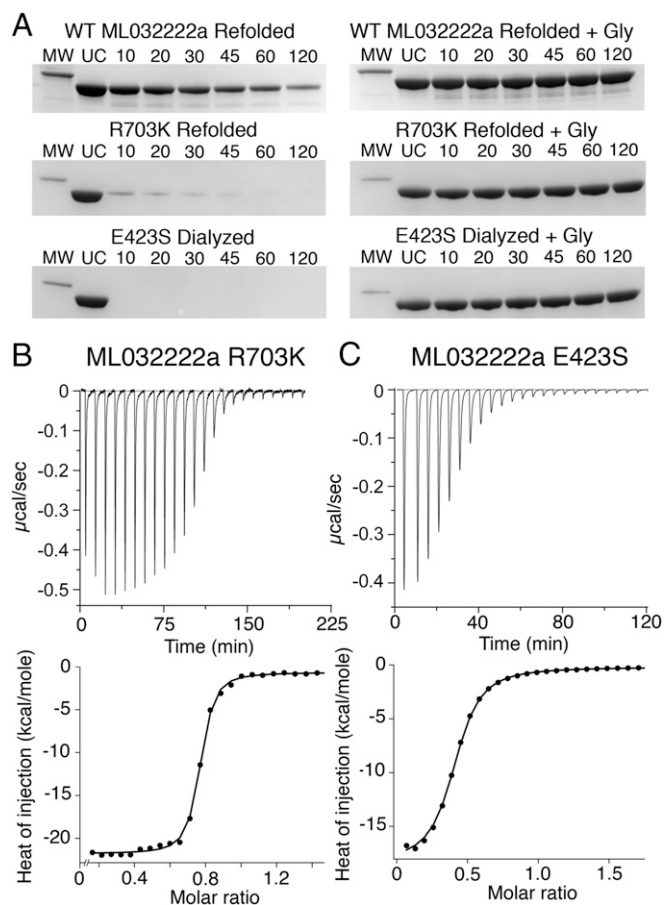 A
WT ML032222a Refolded
MW UC 10 20 30 45 60 120
R703K Refolded
MW UC 10 20 30 45 60 120
E423S Dialyzed
MW UC 10 20 30 45 60 120
WT ML032222a Refolded + Gly
MW UC 10 20 30 45 60 120
R703K Refolded + Gly
MW UC 10 20 30 45 60 120
E423S Dialyzed + Gly
MW UC 10 20 30 45 60 120
B
ML032222a R703K
0
-0.1
-0.2
-0.3
-0.4
-0.5
µcal/sec
0 75 150 225
Time (min)
0
-5
-10
-15
-20
Heat of injection (kcal/mole)
0 0.4 0.8 1.2
Molar ratio
C
ML032222a E423S
0
-0.1
-0.2
-0.3
-0.4
µcal/sec
0 40 80 120
Time (min)
0
-5
-10
-15
Heat of injection (kcal/mole)
0 0.5 1.0 1.5
Molar ratio